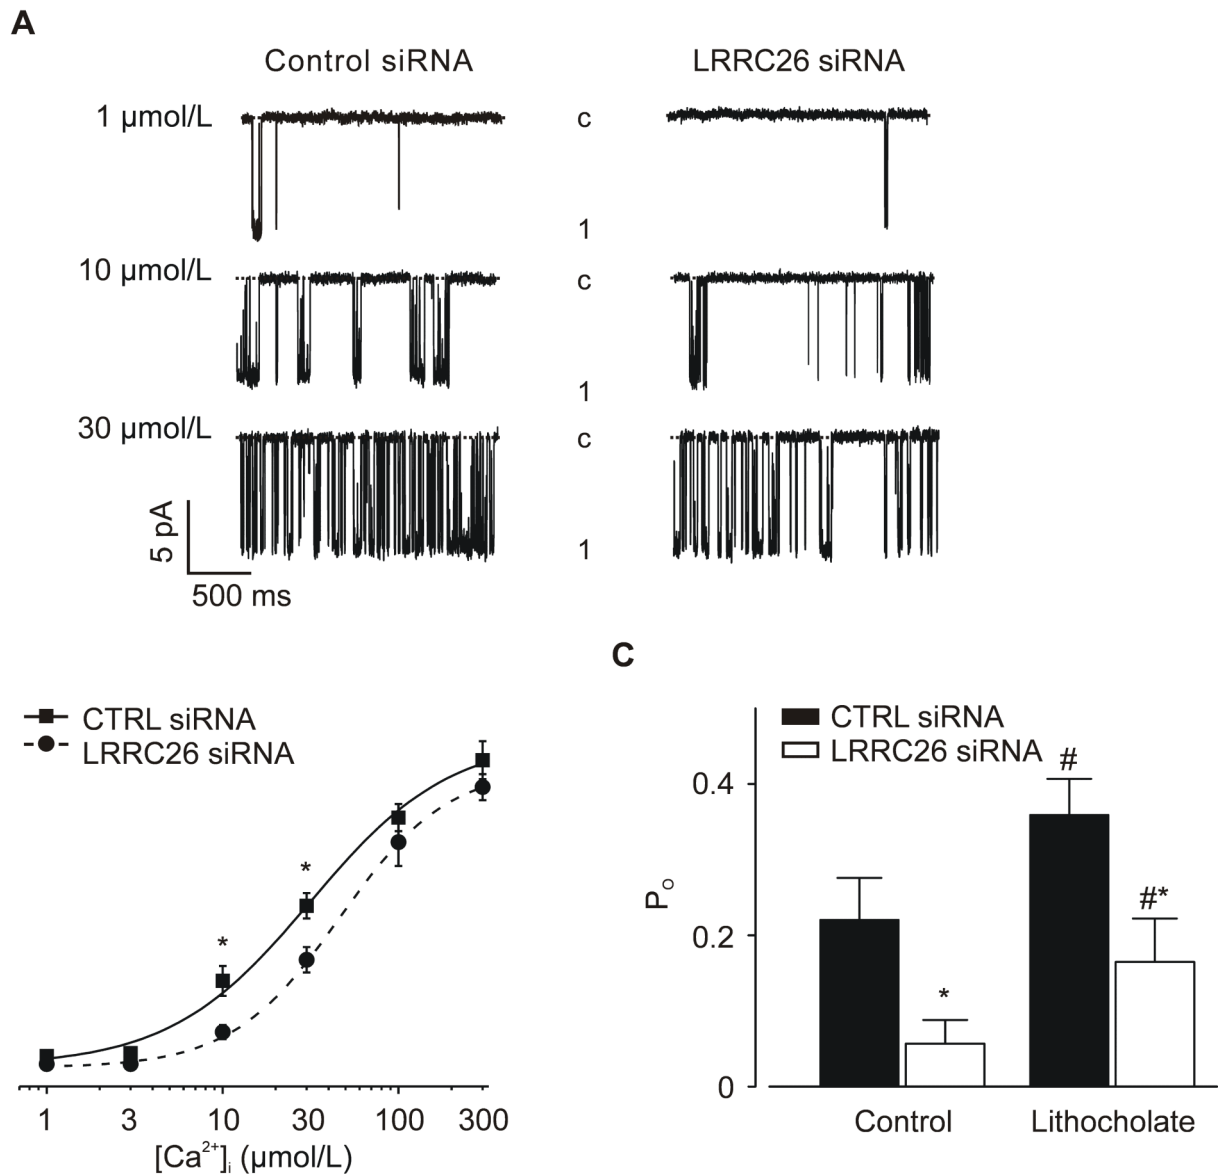 A
Control siRNA
LRRC26 siRNA
1 µmol/L
c
1
10 µmol/L
c
1
30 µmol/L
c
1
5 pA
500 ms
CTRL siRNA
LRRC26 siRNA
*
*
1 3 10 30 100 300
[Ca²⁺]ᵢ (µmol/L)
C
CTRL siRNA
LRRC26 siRNA
#
0.4
#*
Pₒ
0.2
*
0
Control Lithocholate